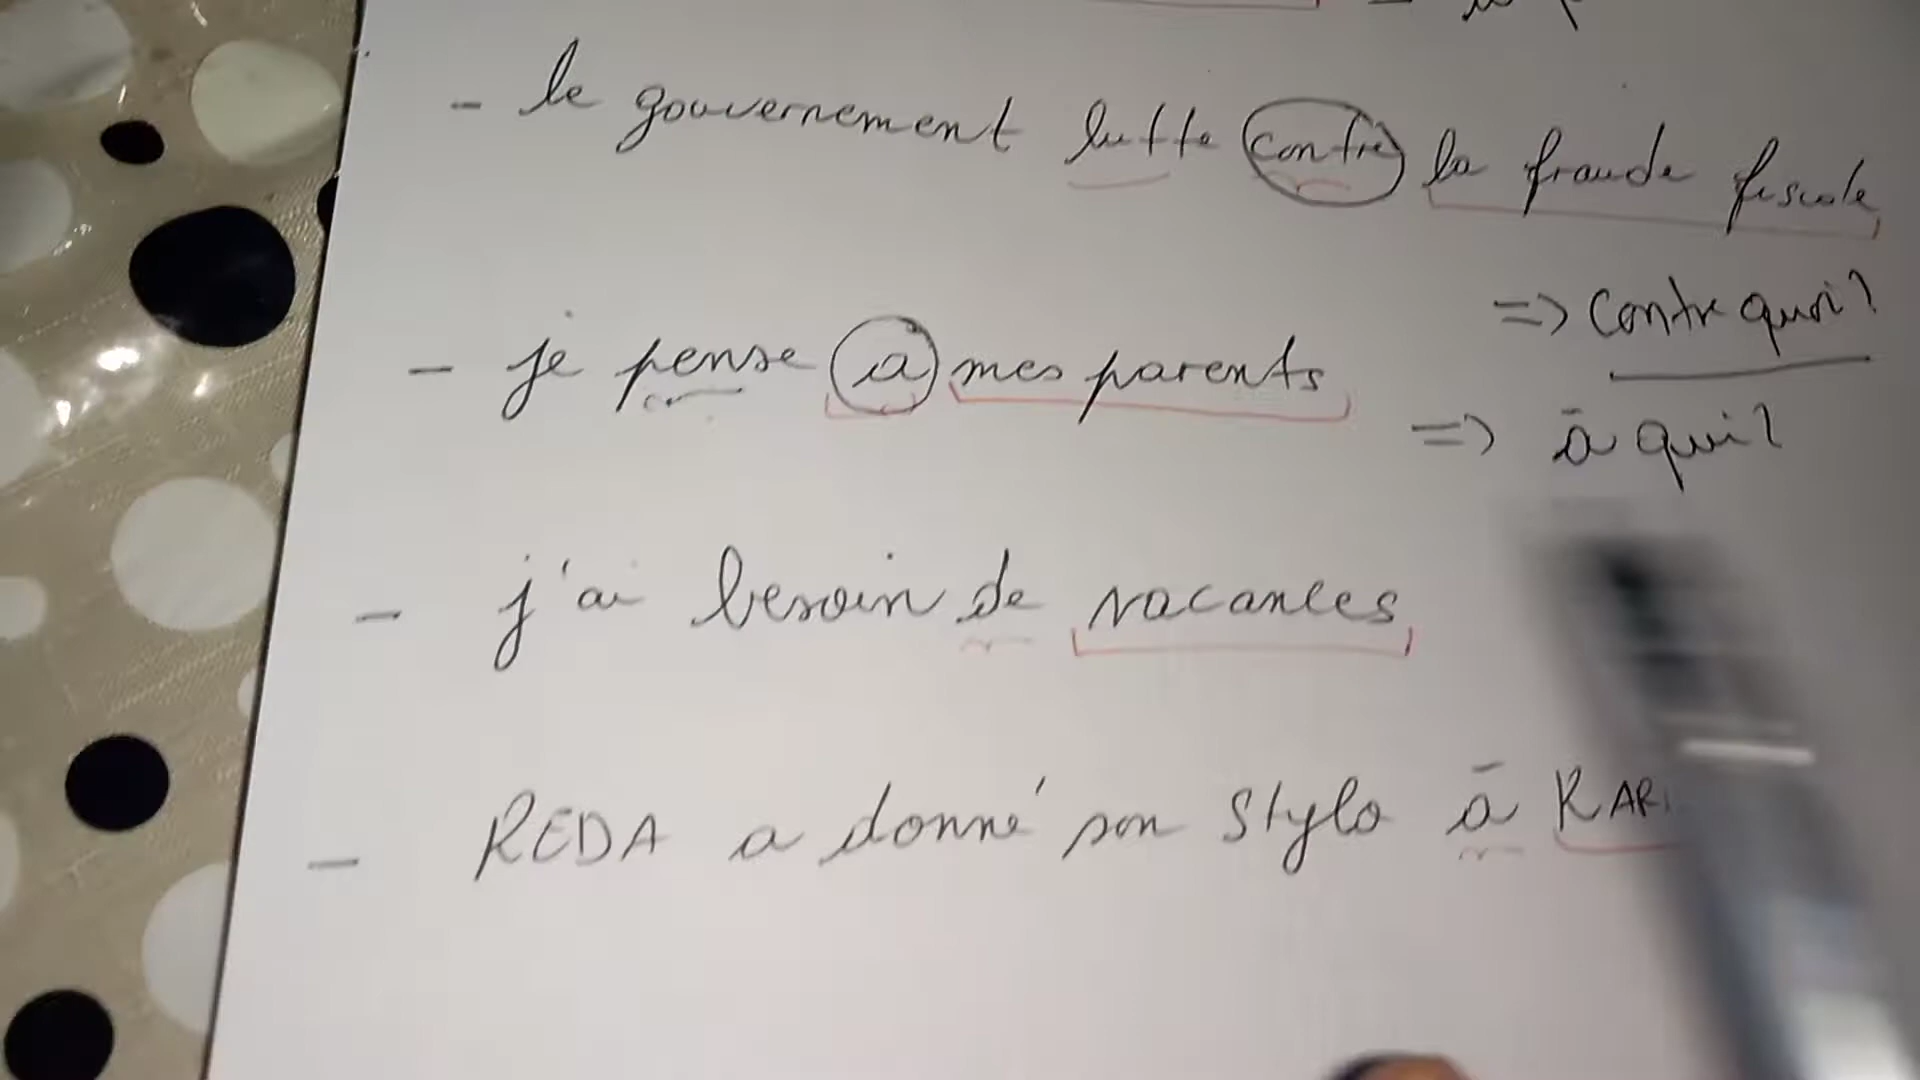 - le gouvernement lutte contre la fraude fiscale
=> contre quoi?
- je pense à mes parents
=> à qui?
- j'ai besoin de vacances
- REDA a donné son stylo à